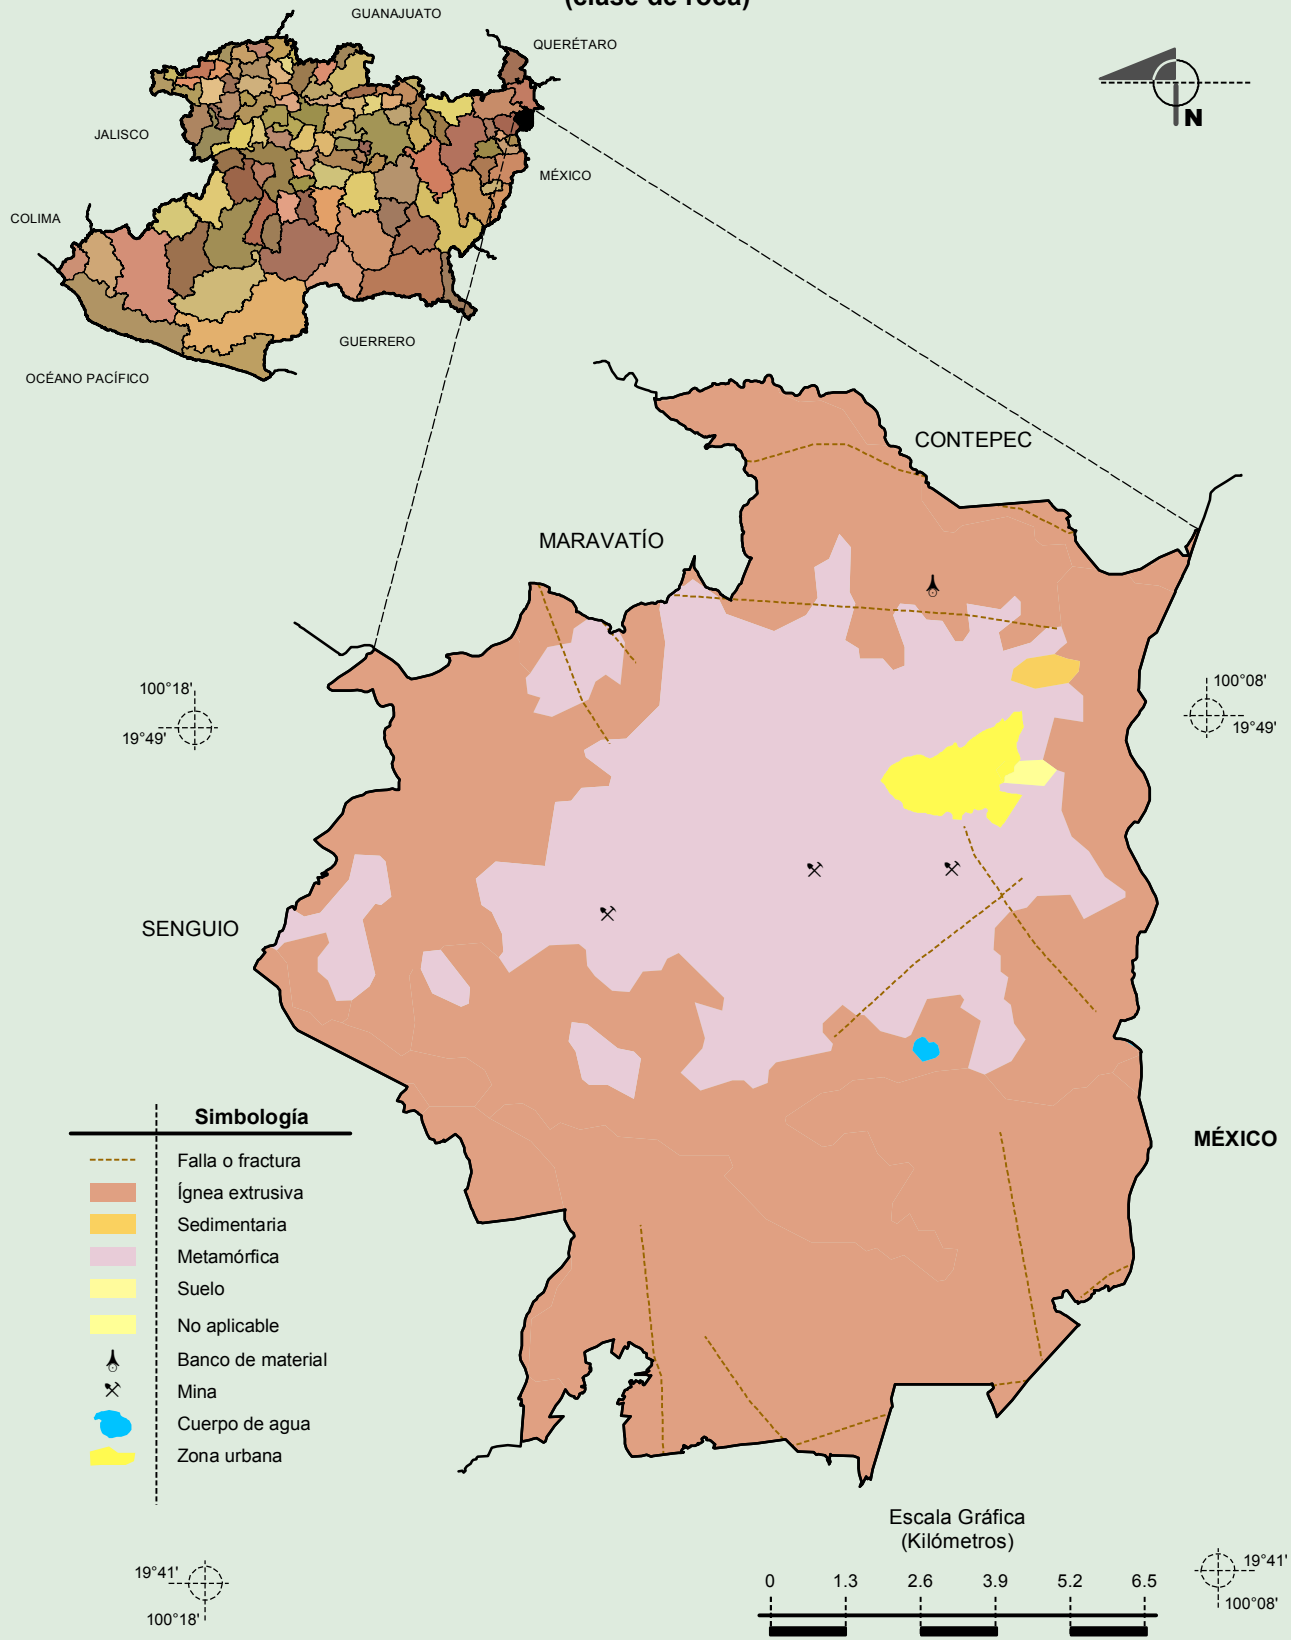 (clase de roca)
GUANAJUATO
QUERÉTARO
JALISCO
MÉXICO
COLIMA
GUERRERO
OCÉANO PACÍFICO
N
CONTEPEC
MARAVATÍO
100°18'
19°49'
100°08'
19°49'
SENGUIO
MÉXICO
Simbología
Falla o fractura
Ígnea extrusiva
Sedimentaria
Metamórfica
Suelo
No aplicable
Banco de material
Mina
Cuerpo de agua
Zona urbana
Escala Gráfica
(Kilómetros)
0 1.3 2.6 3.9 5.2 6.5
19°41'
100°18'
19°41'
100°08'